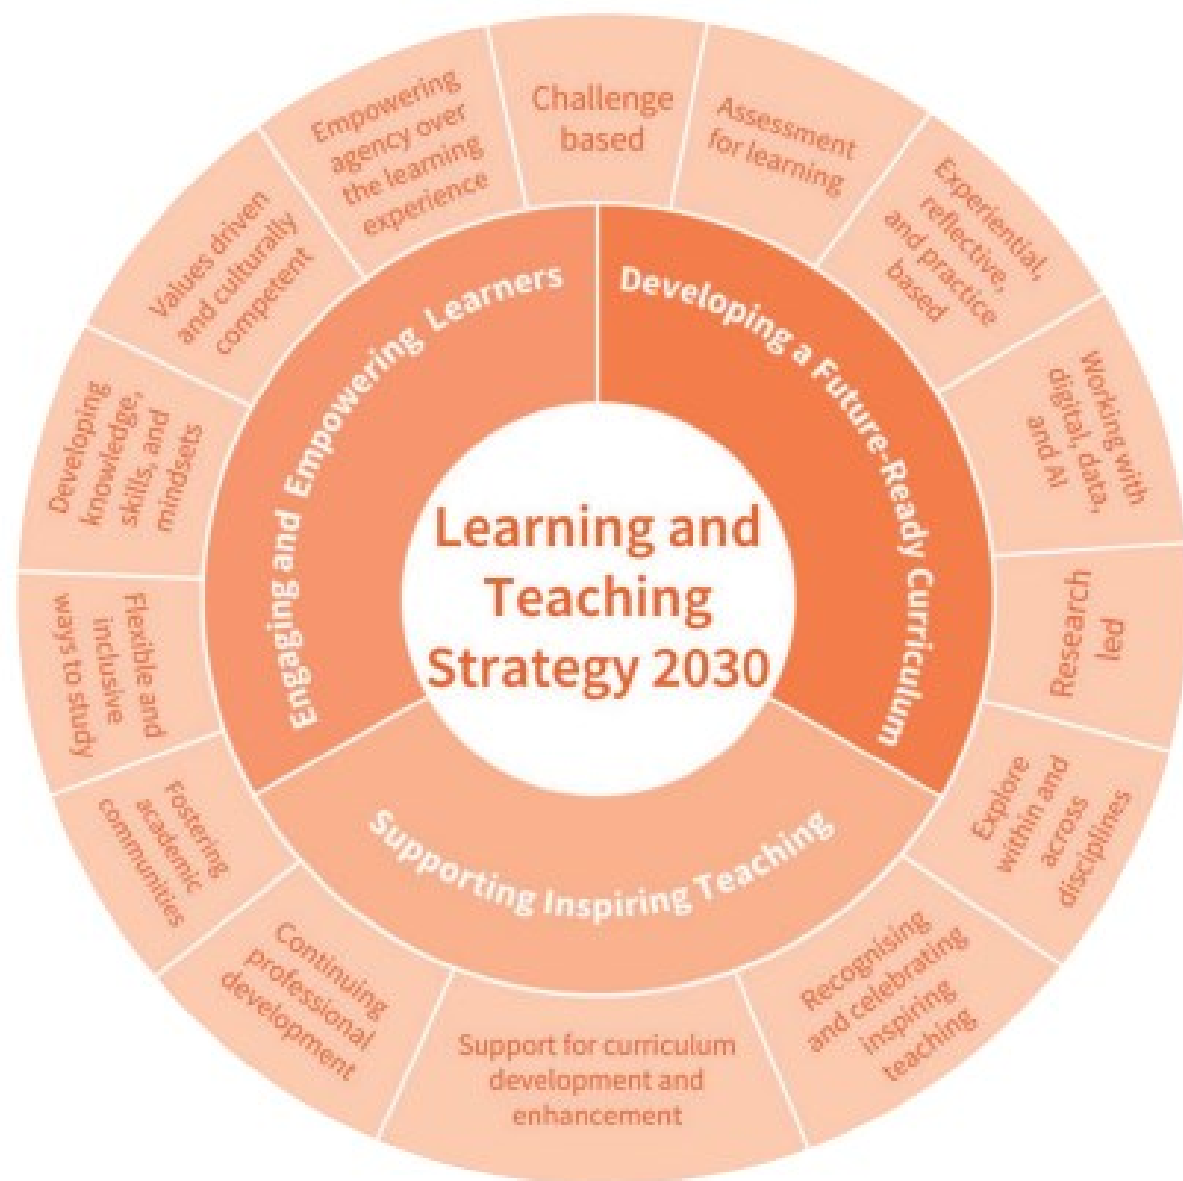 Learning and
Teaching
Strategy 2030
Developing a Future-Ready Curriculum
Supporting Inspiring Teaching
Engaging and Empowering Learners
Challenge
based
Assessment
for learning
Experiential,
reflective,
and practice
based
Working with
digital, data,
and AI
Research
led
Explore
within and
across
disciplines
Recognising
and celebrating
inspiring
teaching
Support for curriculum
development and
enhancement
Continuing
professional
development
Fostering
academic
communities
Flexible and
inclusive
ways to study
Developing
knowledge,
skills, and
mindsets
Values driven
and culturally
competent
Empowering
agency over
the learning
experience